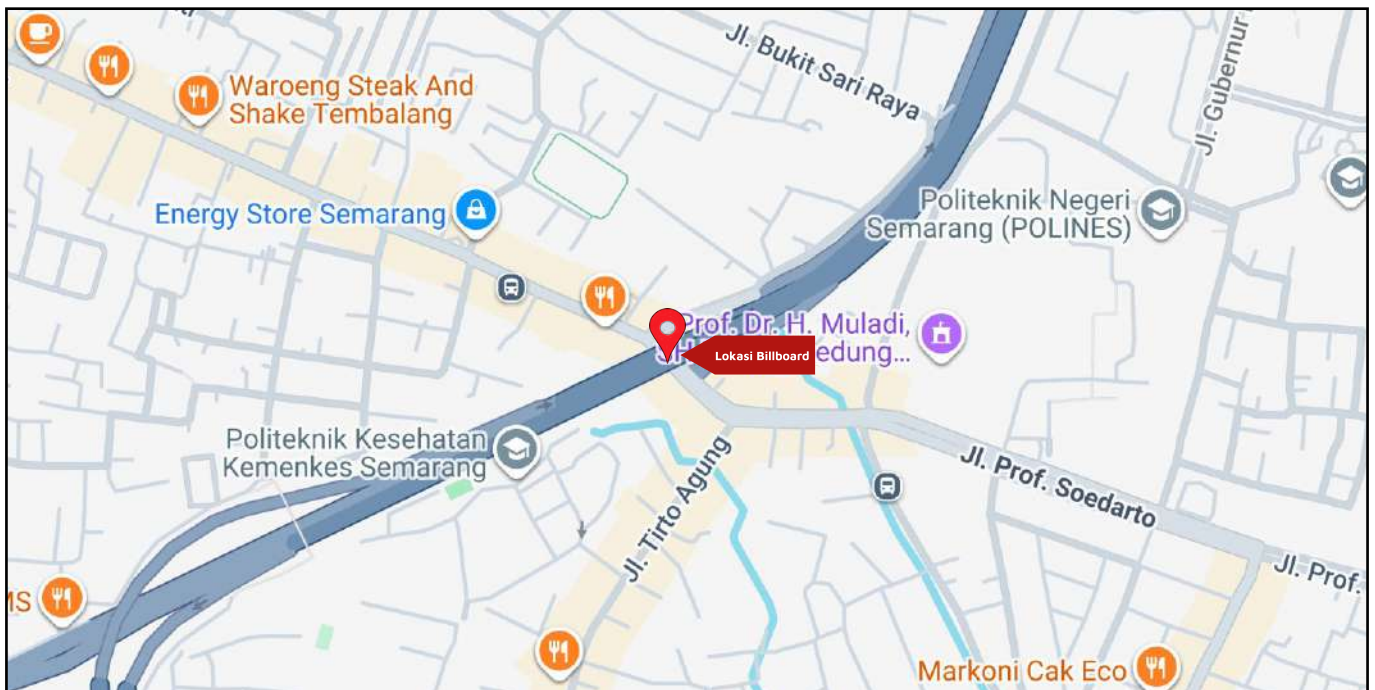 Jl. Bukit Sari Raya
Jl. Gubernur
Waroeng Steak And
Shake Tembalang
Energy Store Semarang
Politeknik Negeri
Semarang (POLINES)
Prof. Dr. H. Muladi,
edung...
Lokasi Billboard
Politeknik Kesehatan
Kemenkes Semarang
Jl. Tirto Agung
Jl. Prof. Soedarto
Jl. Prof.
Markoni Cak Eco